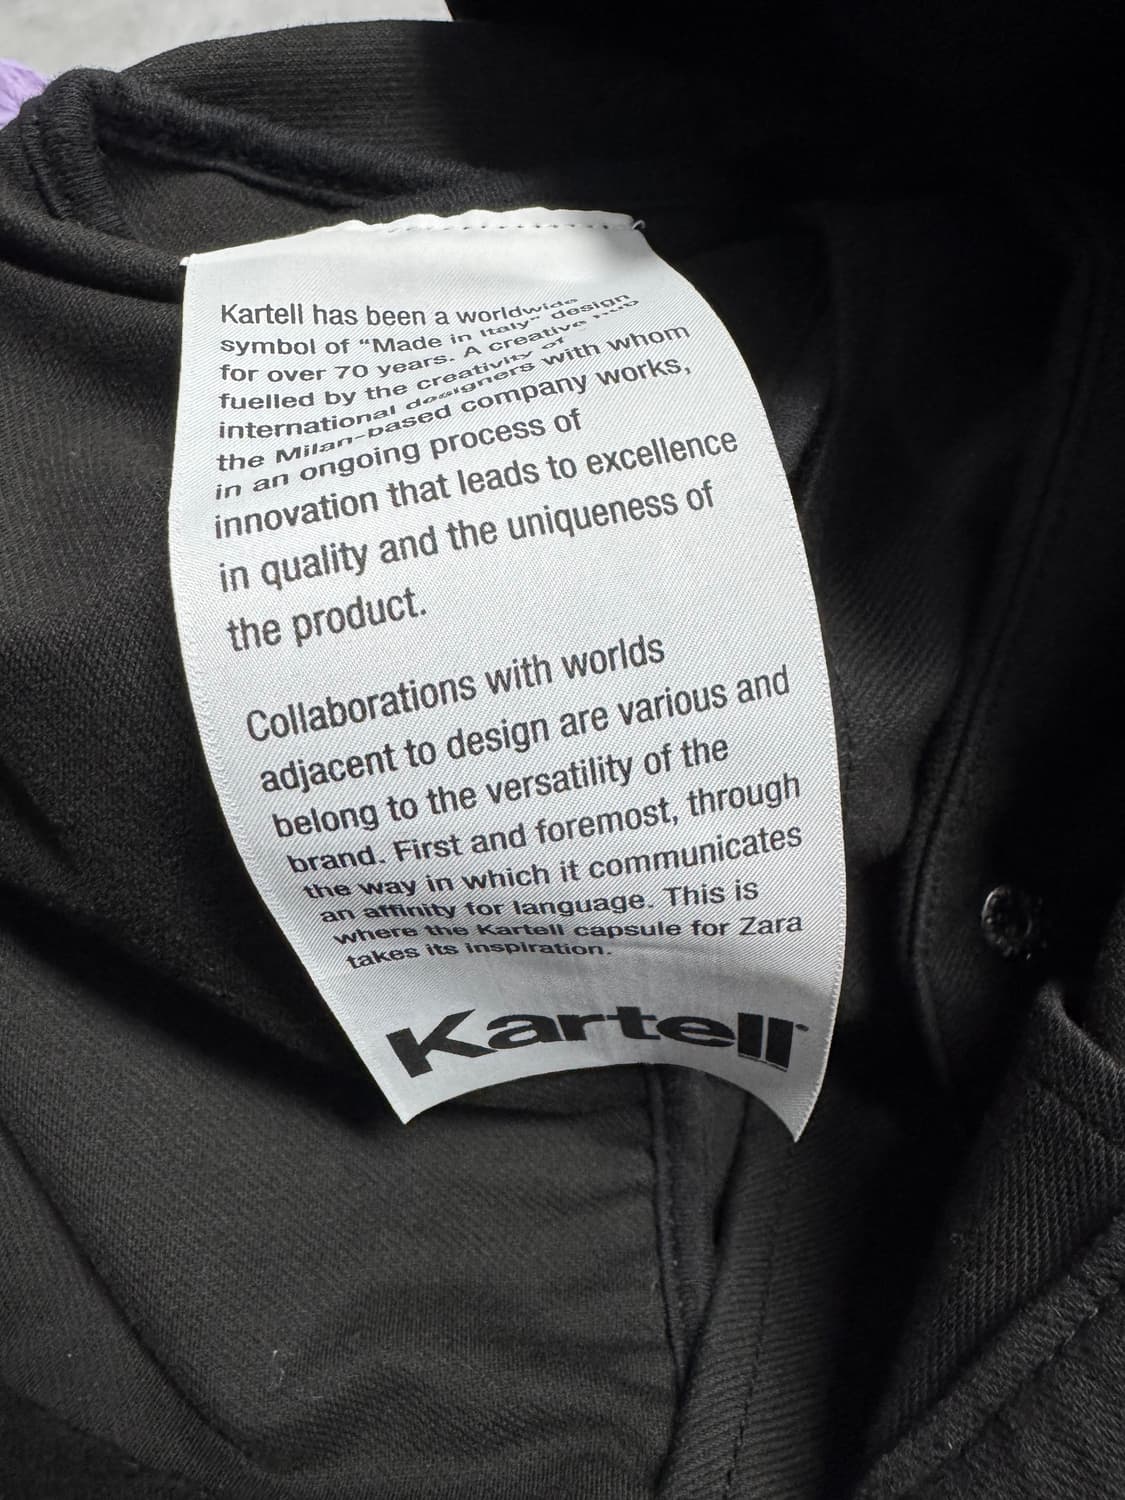 Kartell has been a worldwide
symbol of “Made in Italy” design
for over 70 years. A creative hub
fuelled by the creativity of
international designers with whom
the Milan-based company works,
in an ongoing process of
innovation that leads to excellence
in quality and the uniqueness of
the product.
Collaborations with worlds
adjacent to design are various and
belong to the versatility of the
brand. First and foremost, through
the way in which it communicates
an affinity for language. This is
where the Kartell capsule for Zara
takes its inspiration.
Kartell